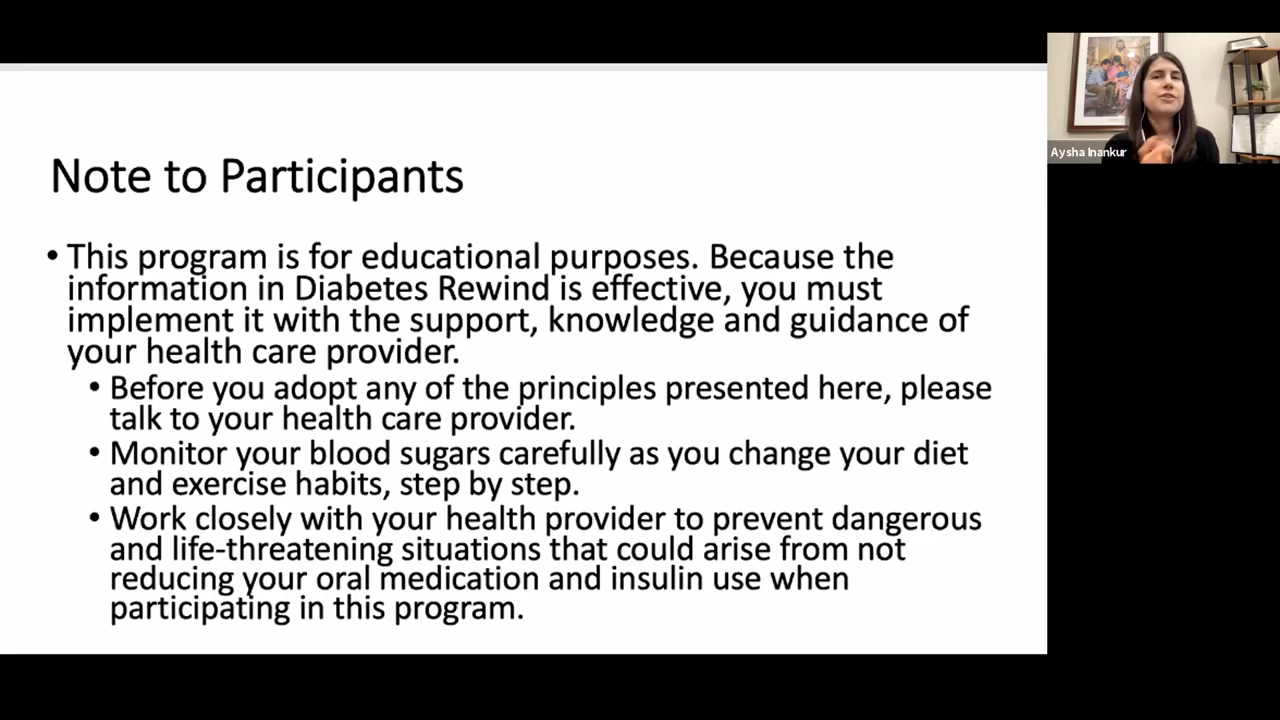 Note to Participants
• This program is for educational purposes. Because the
information in Diabetes Rewind is effective, you must
implement it with the support, knowledge and guidance of
your health care provider.
• Before you adopt any of the principles presented here, please
talk to your health care provider.
• Monitor your blood sugars carefully as you change your diet
and exercise habits, step by step.
• Work closely with your health provider to prevent dangerous
and life-threatening situations that could arise from not
reducing your oral medication and insulin use when
participating in this program.
Aysha Inankur